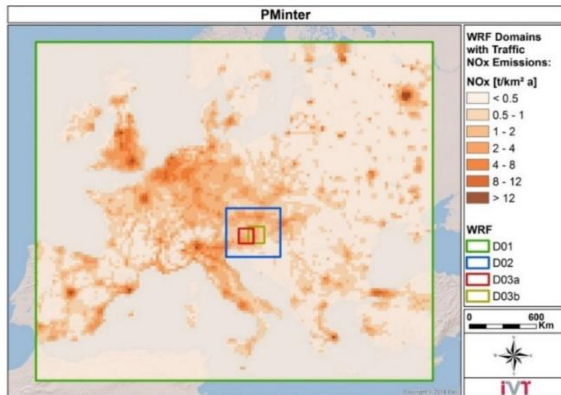 PMinter
WRF Domains
with Traffic
NOx Emissions:
NOx [t/km² a]
< 0.5
0.5 - 1
1 - 2
2 - 4
4 - 8
8 - 12
> 12
WRF
D01
D02
D03a
D03b
0 600
Km
iVT